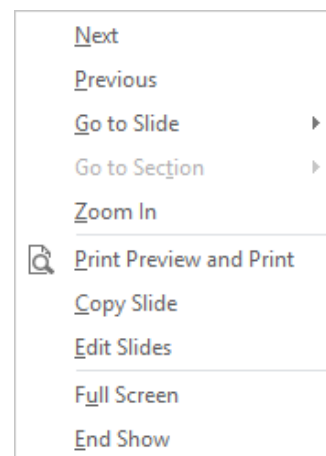 Next
Previous
Go to Slide
Go to Section
Zoom In
Print Preview and Print
Copy Slide
Edit Slides
Full Screen
End Show